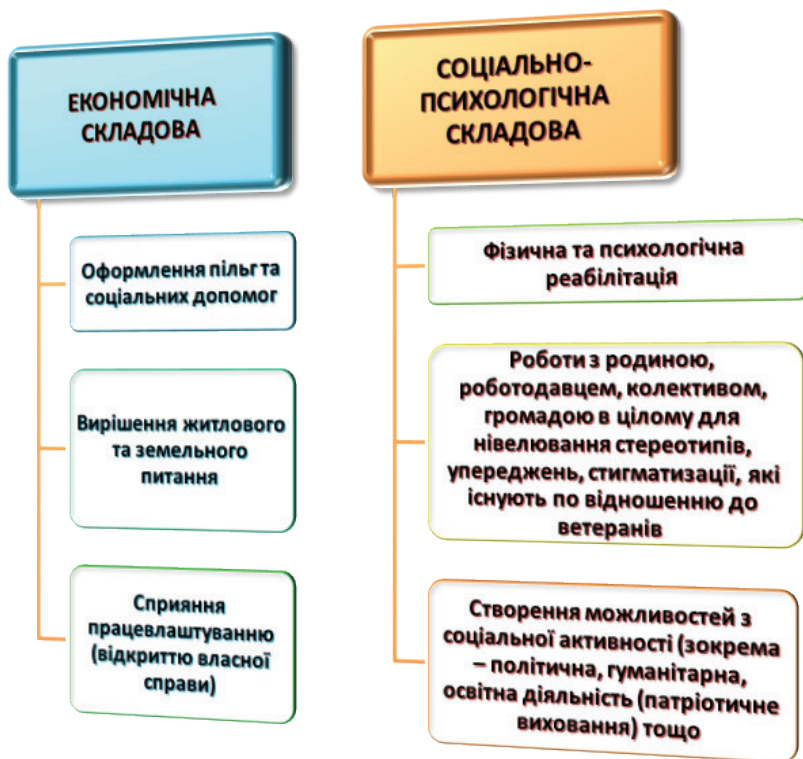 ЕКОНОМІЧНА
СКЛАДОВА
Оформлення пільг та
соціальних допомог
Вирішення житлового
та земельного
питання
Сприяння
працевлаштуванню
(відкриттю власної
справи)
СОЦІАЛЬНО-
ПСИХОЛОГІЧНА
СКЛАДОВА
Фізична та психологічна
реабілітація
Роботи з родиною,
роботодавцем, колективом,
громадою в цілому для
нівелювання стереотипів,
упереджень, стигматизації, які
існують по відношенню до
ветеранів
Створення можливостей з
соціальної активності (зокрема
– політична, гуманітарна,
освітна діяльність (патріотичне
виховання) тощо